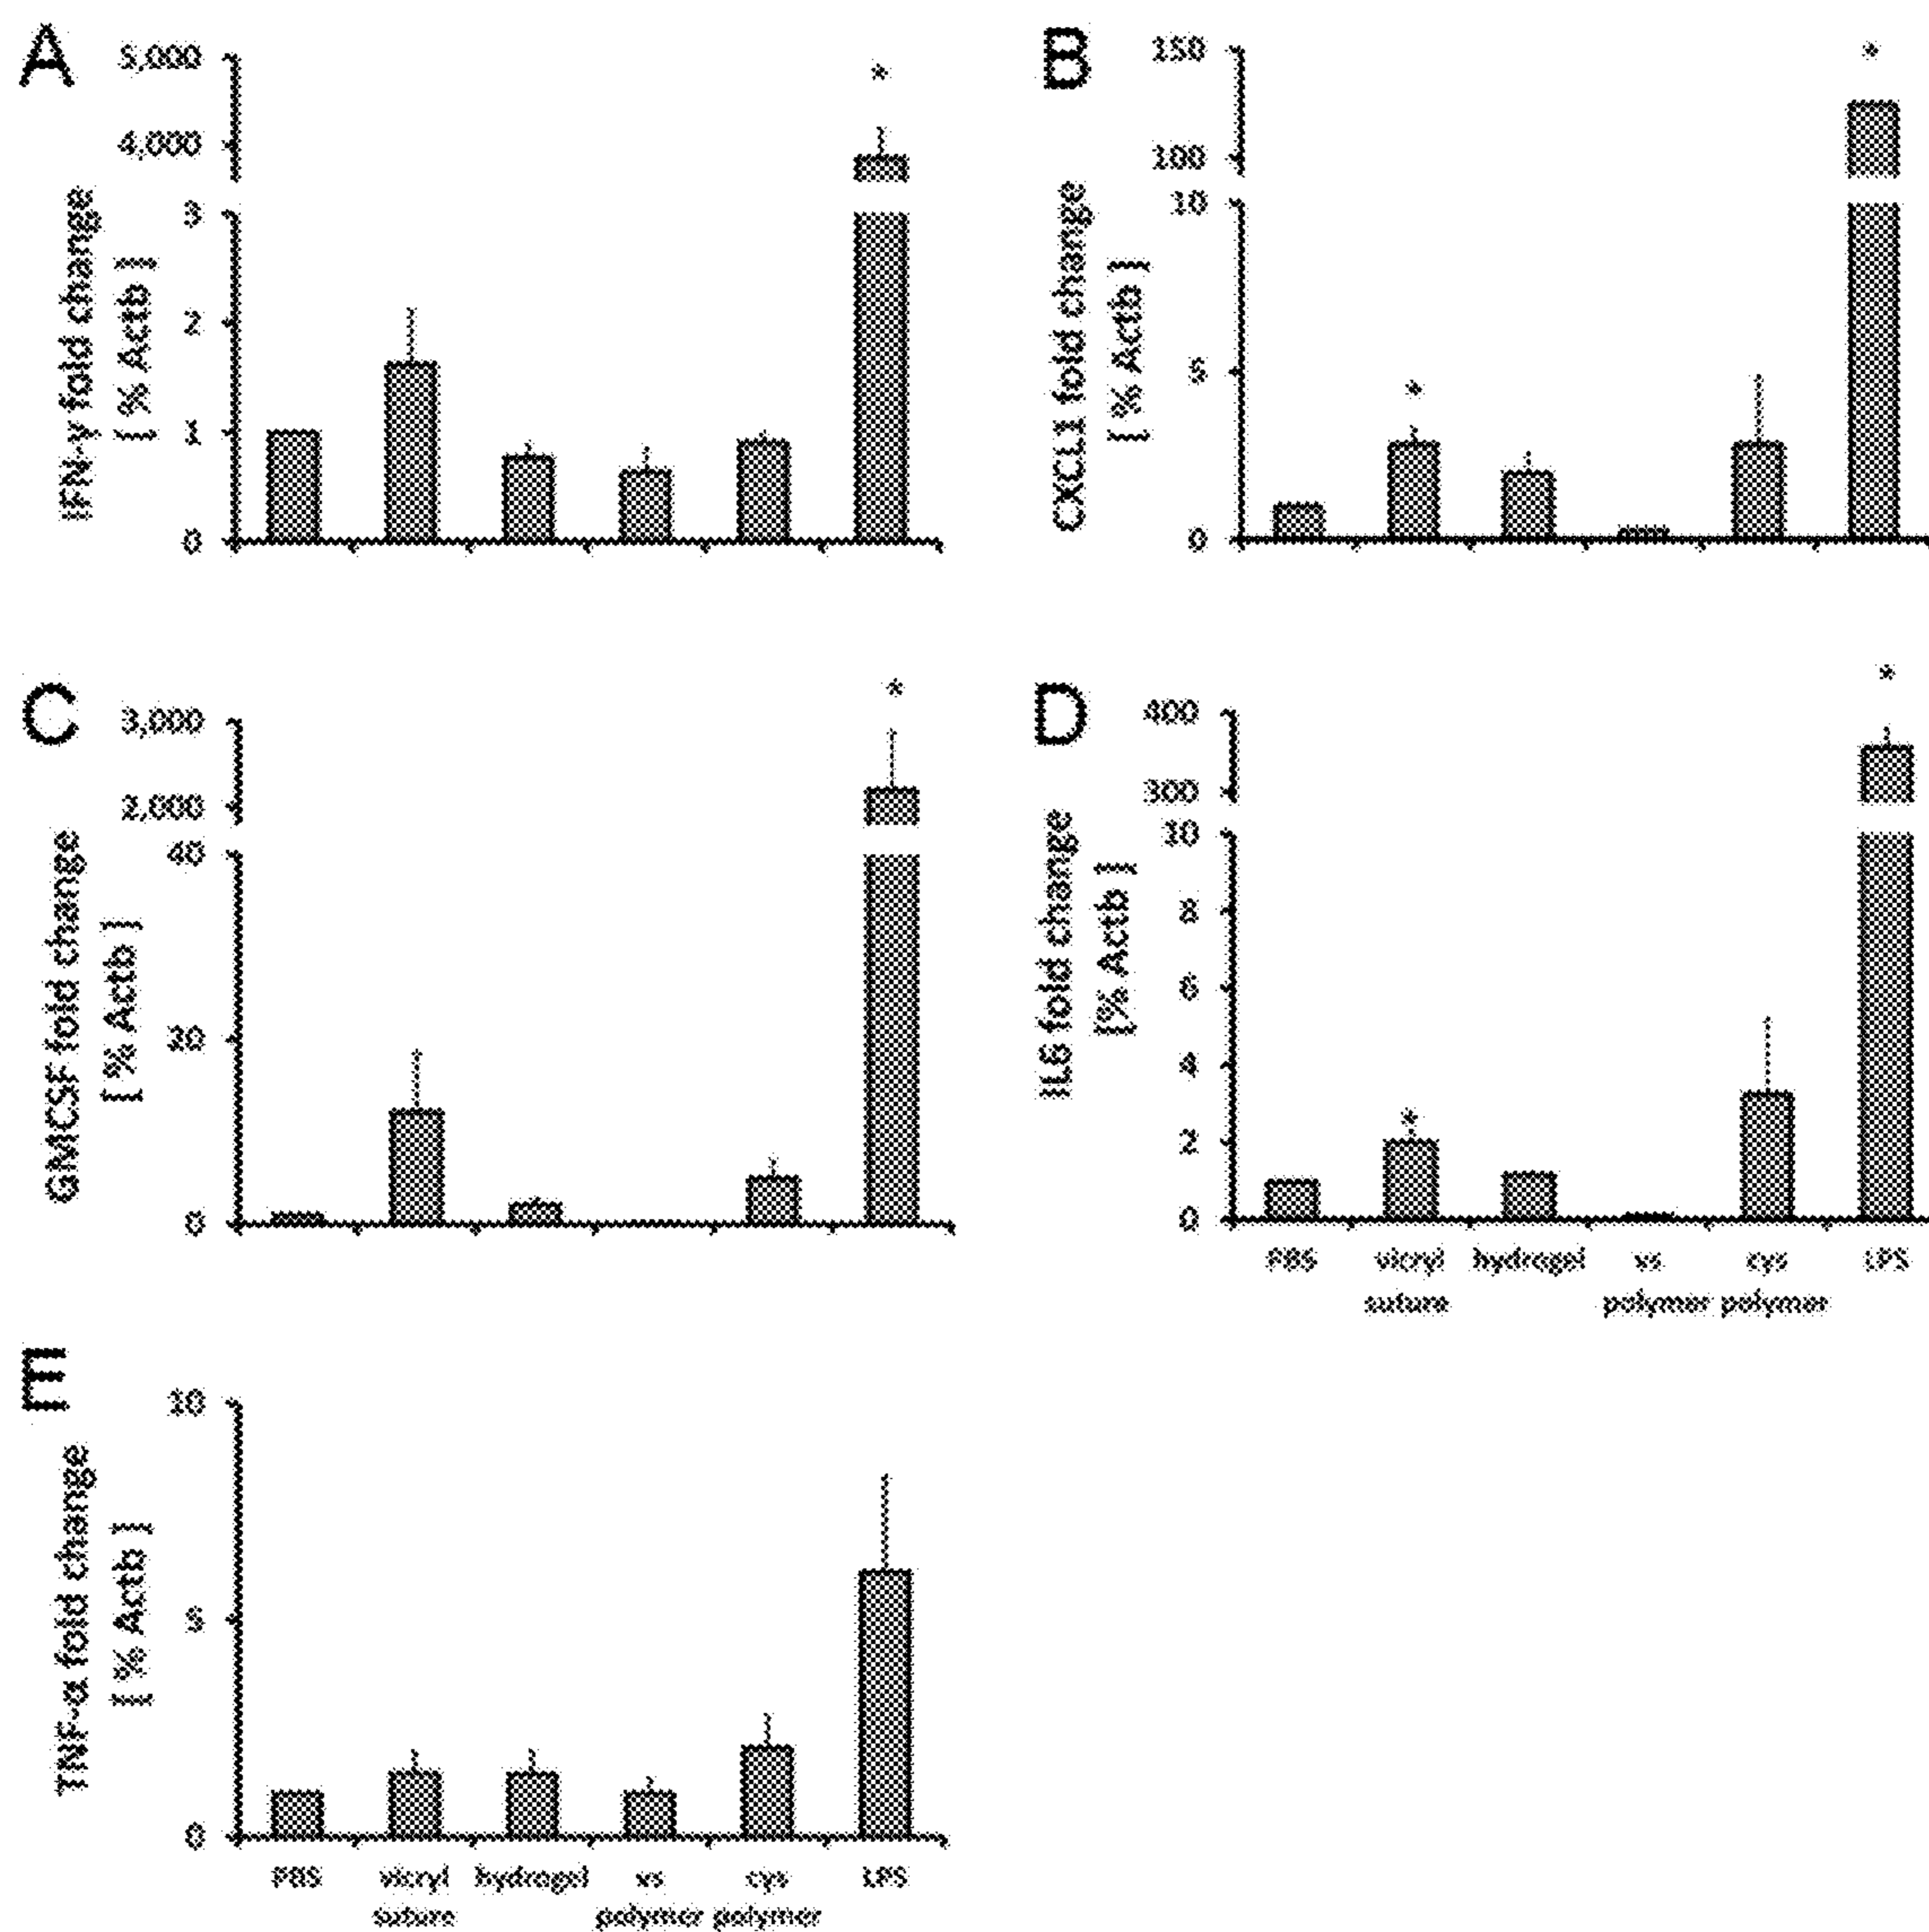 A
5,000
4,000
3
2
1
0
IFN-γ fold change
[ % Actb ]
*
B
150
100
10
5
0
CXCL1 fold change
[ % Actb ]
*
*
C
3,000
2,000
40
20
0
GMCSF fold change
[ % Actb ]
*
D
400
300
10
8
6
4
2
0
IL6 fold change
[% Actb ]
*
*
PBS vicryl hydrogel vs cys LPS
suture polymer polymer
E
10
5
0
TNF-α fold change
[ % Actb ]
PBS vicryl hydrogel vs cys LPS
suture polymer polymer